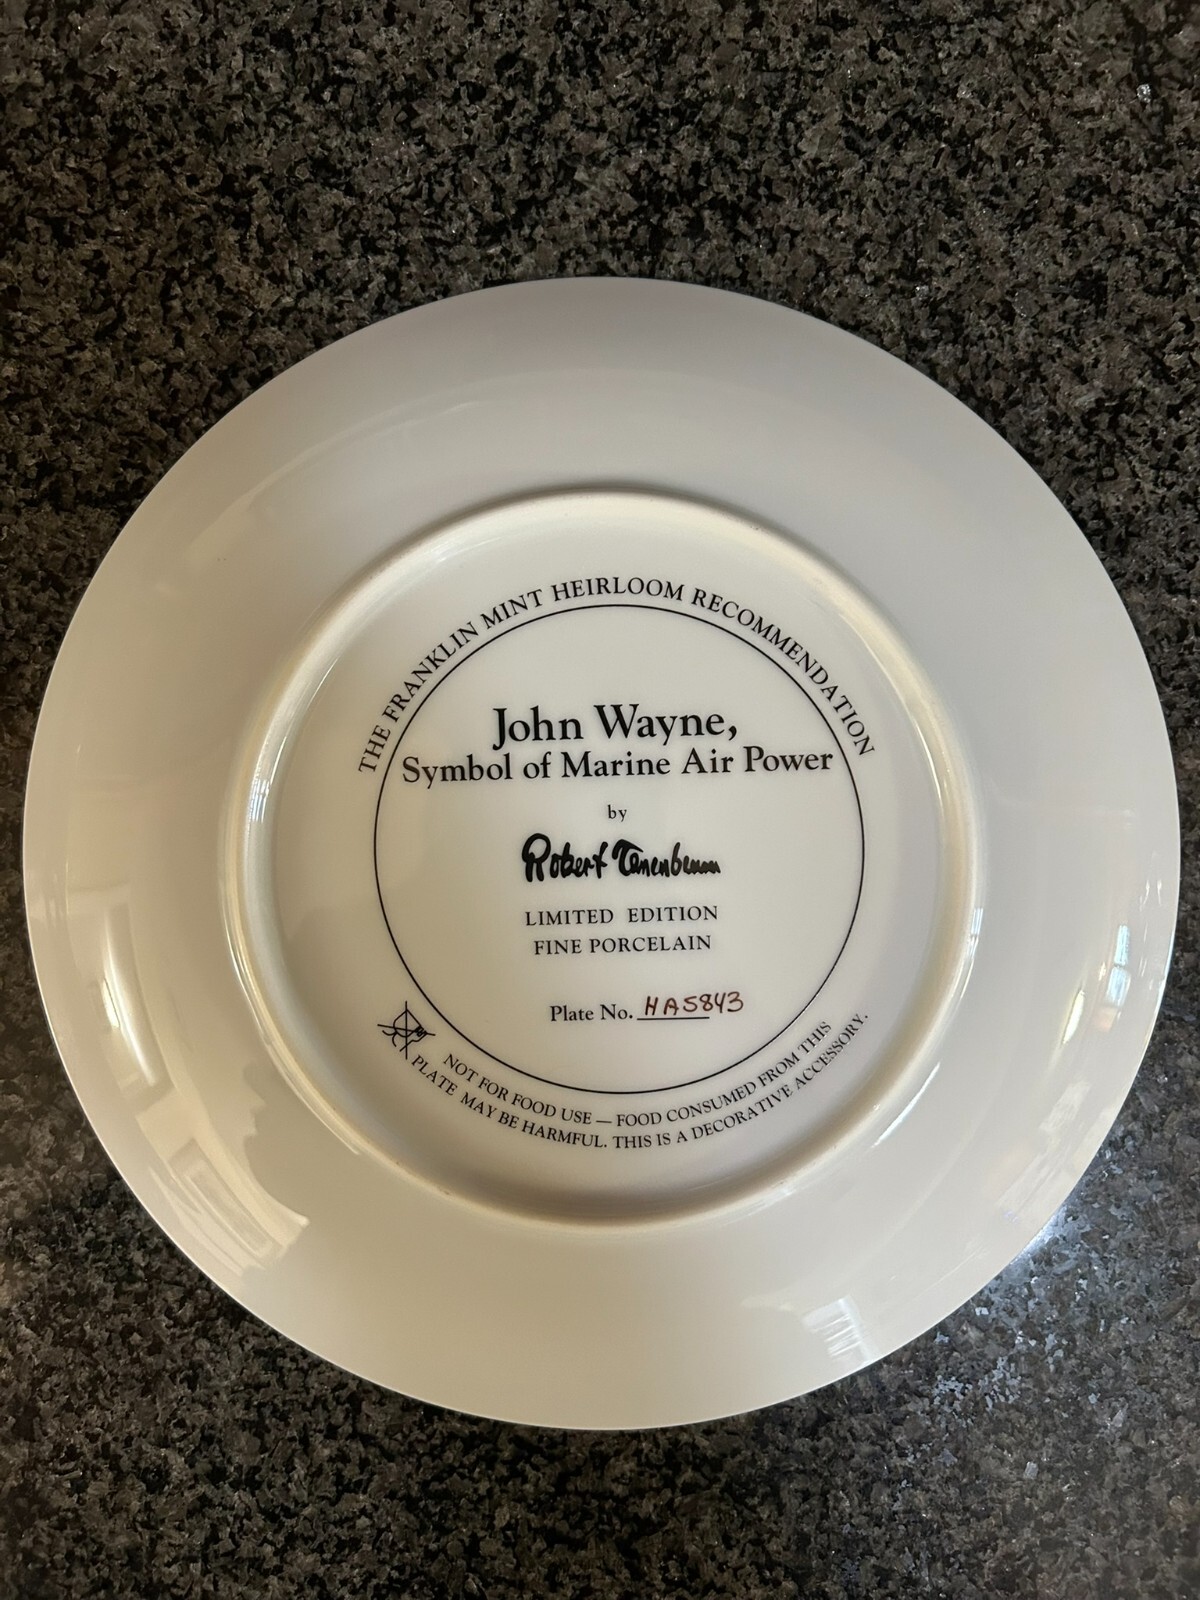 THE FRANKLIN MINT HEIRLOOM RECOMMENDATION
John Wayne,
Symbol of Marine Air Power
by
Robert Tanenbaum
LIMITED EDITION
FINE PORCELAIN
Plate No. HA5843
NOT FOR FOOD USE — FOOD CONSUMED FROM THIS
PLATE MAY BE HARMFUL. THIS IS A DECORATIVE ACCESSORY.